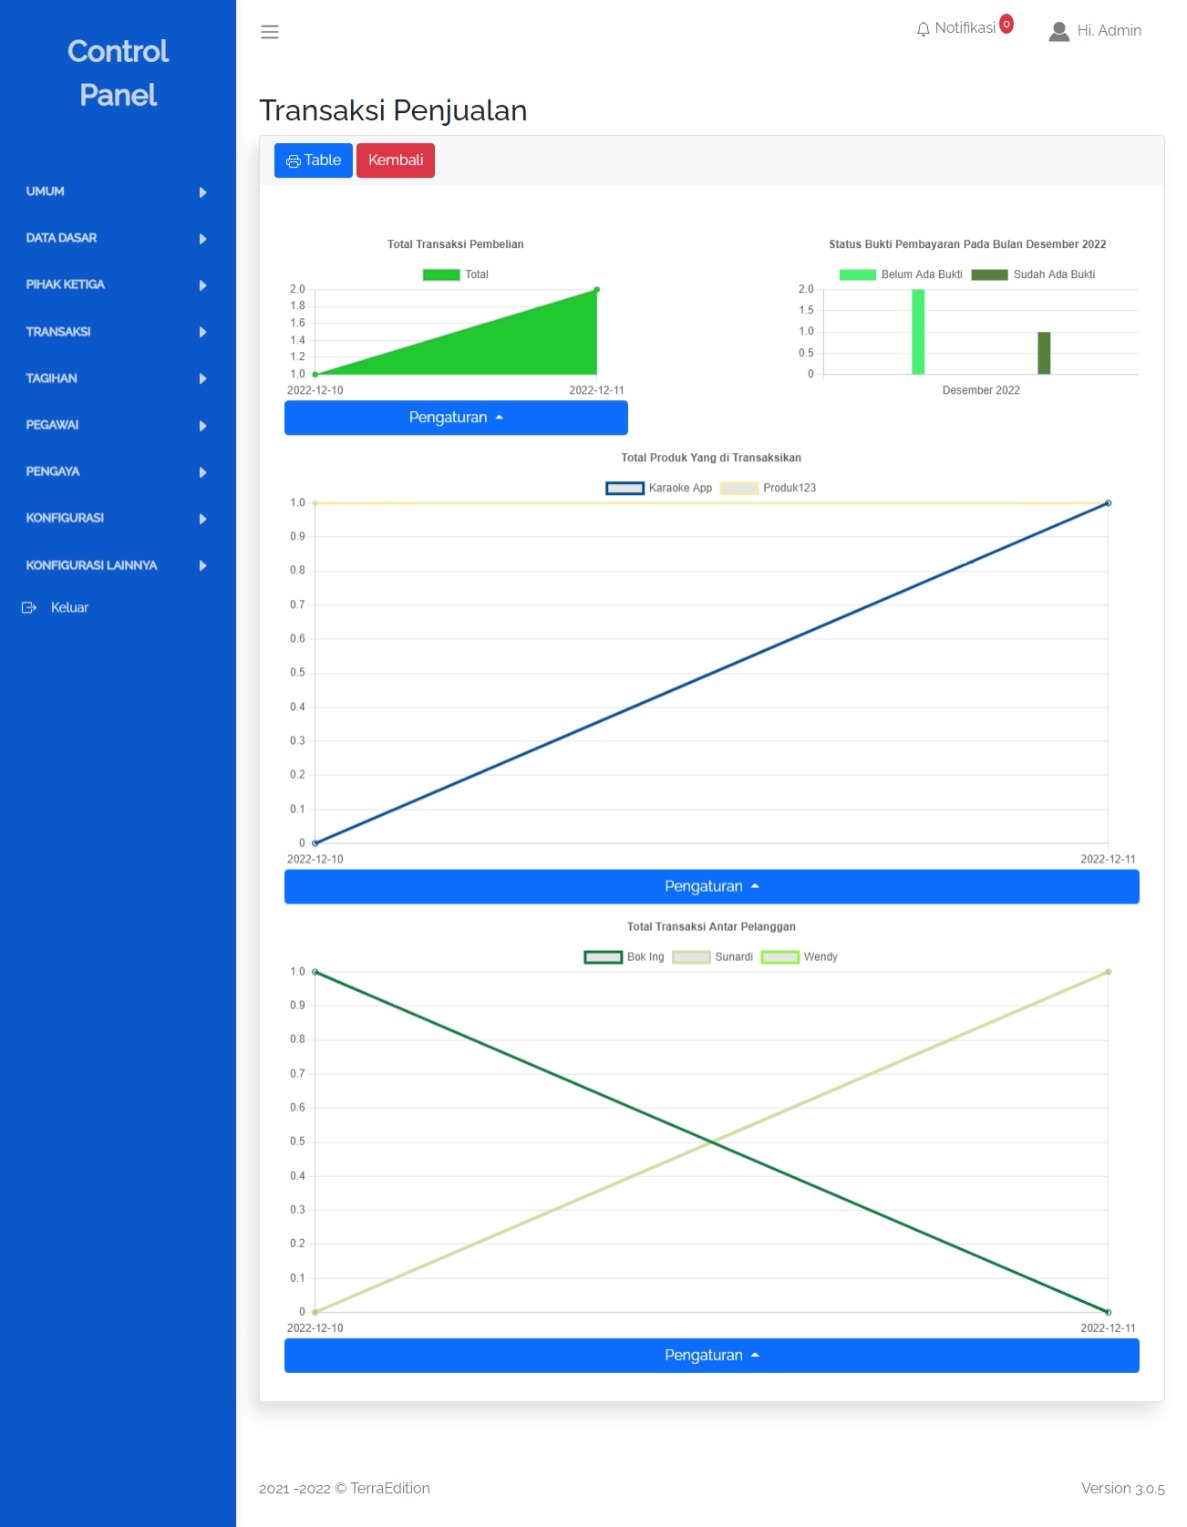 Control
Panel
UMUM
DATA DASAR
PIHAK KETIGA
TRANSAKSI
TAGIHAN
PEGAWAI
PENGAYA
KONFIGURASI
KONFIGURASI LAINNYA
Keluar
Notifikasi 0
Hi, Admin
Transaksi Penjualan
Table Kembali
Total Transaksi Pembelian
Total
2.0
1.8
1.6
1.4
1.2
1.0
2022-12-10 2022-12-11
Pengaturan
Status Bukti Pembayaran Pada Bulan Desember 2022
Belum Ada Bukti Sudah Ada Bukti
2.0
1.5
1.0
0.5
0
Desember 2022
Total Produk Yang di Transaksikan
Karaoke App Produk123
1.0
0.9
0.8
0.7
0.6
0.5
0.4
0.3
0.2
0.1
0
2022-12-10 2022-12-11
Pengaturan
Total Transaksi Antar Pelanggan
Bok Ing Sunardi Wendy
1.0
0.9
0.8
0.7
0.6
0.5
0.4
0.3
0.2
0.1
0
2022-12-10 2022-12-11
Pengaturan
2021 -2022 © TerraEdition Version 3.0.5